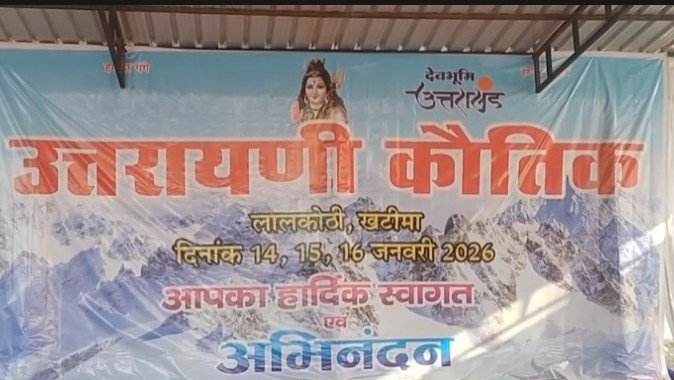 देवभूमि
उत्तराखंड
उत्तरायणी कौतिक
लालकोठी, खटीमा
दिनांक 14, 15, 16 जनवरी 2026
आपका हार्दिक स्वागत
एवं
अभिनंदन